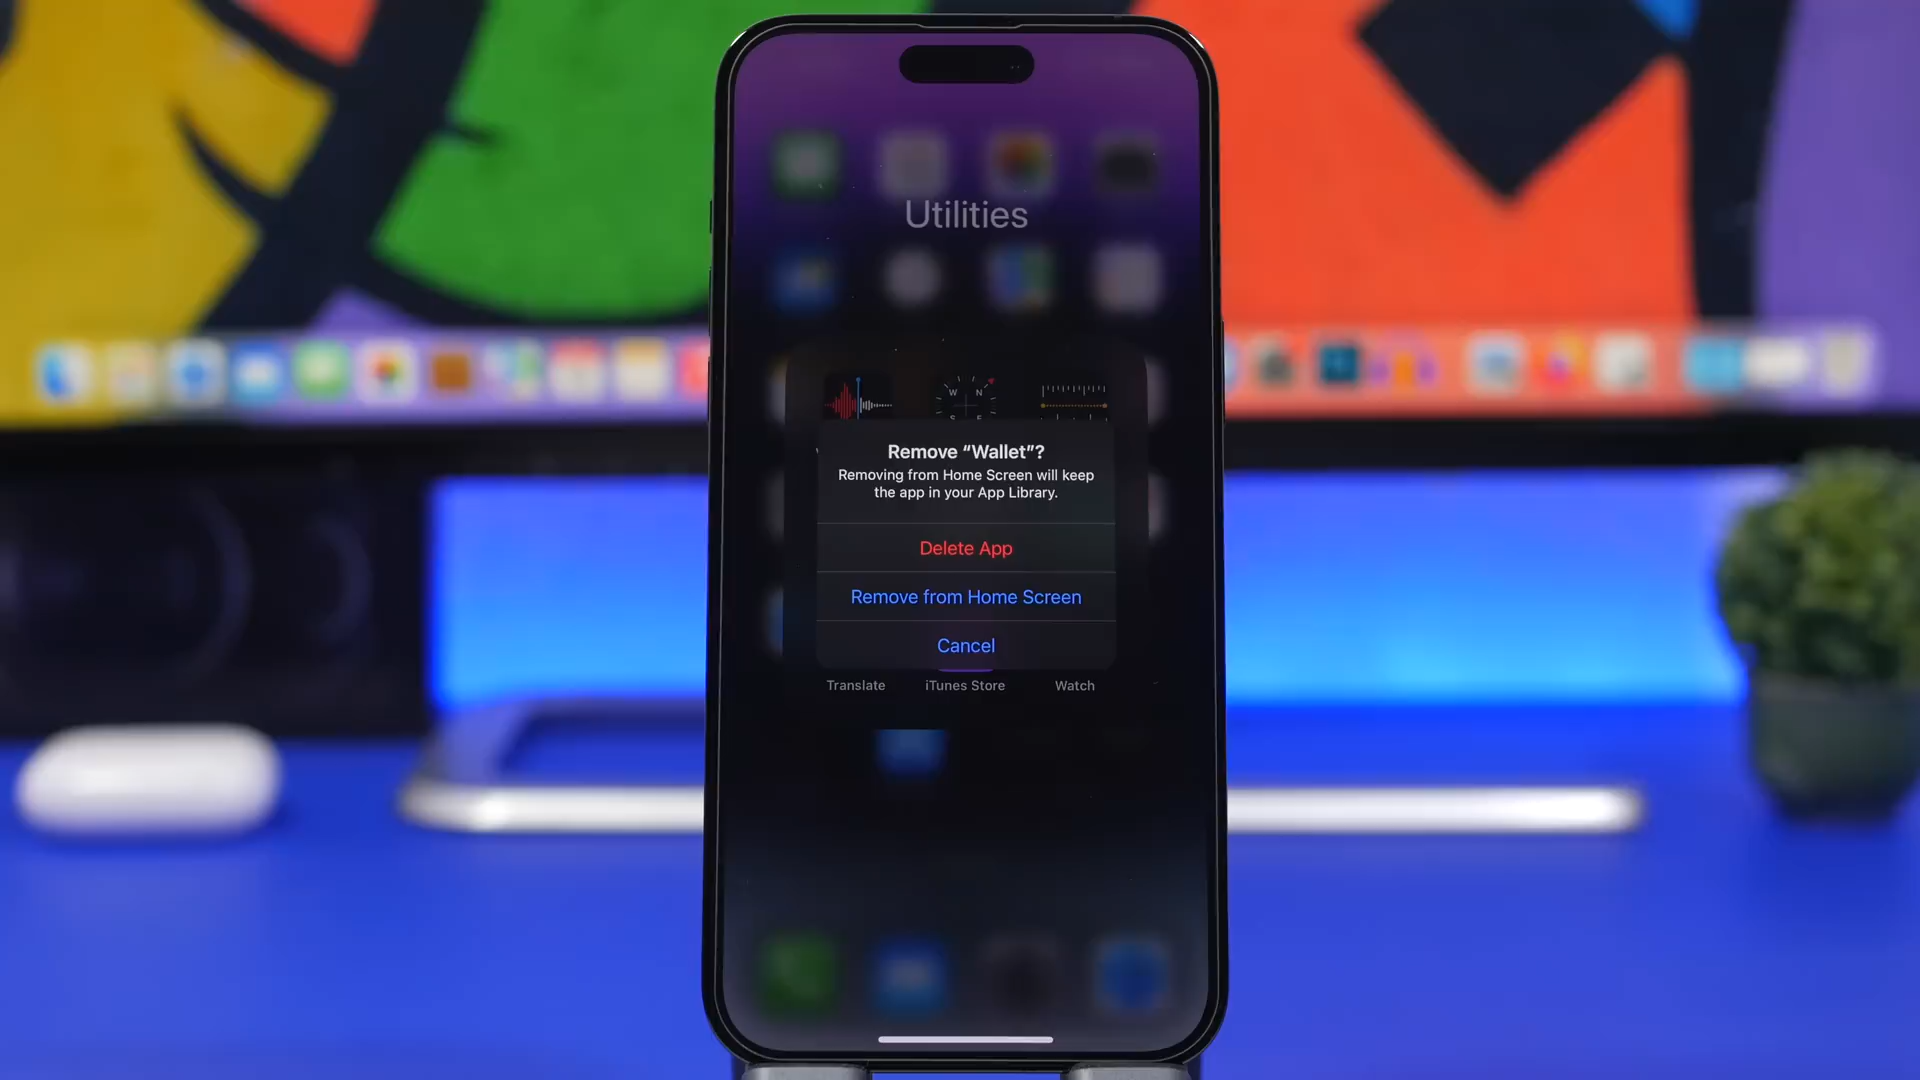 Utilities
W N
S E
Remove “Wallet”?
Removing from Home Screen will keep
the app in your App Library.
Delete App
Remove from Home Screen
Cancel
Translate iTunes Store Watch